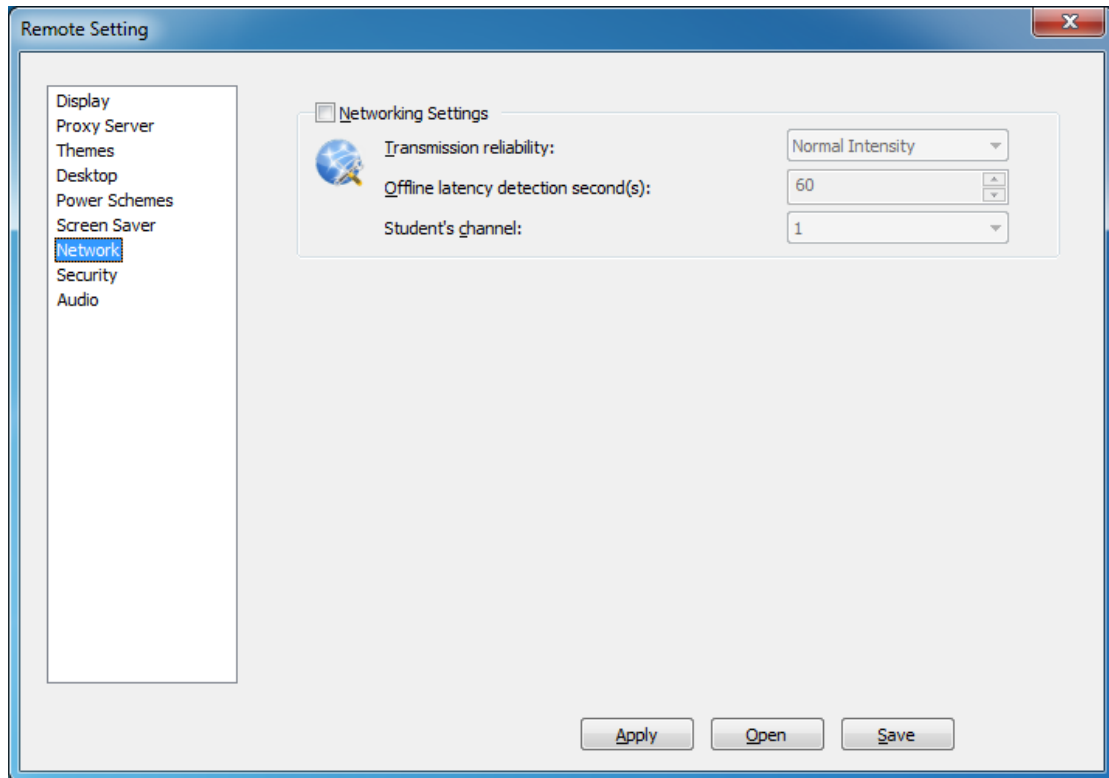 Remote Setting
Display
Proxy Server
Themes
Desktop
Power Schemes
Screen Saver
Network
Security
Audio
Networking Settings
Transmission reliability: Normal Intensity
Offline latency detection second(s): 60
Student's channel: 1
Apply Open Save